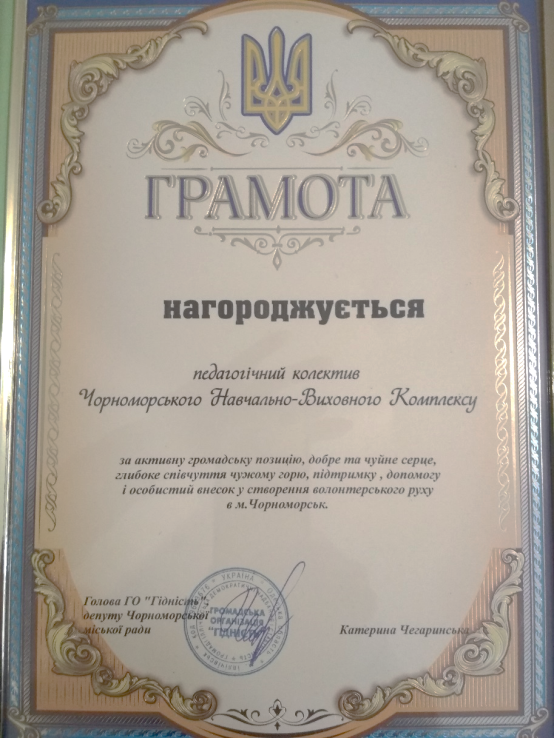 ГРАМОТА
нагороджується
педагогічний колектив
Чорноморського Навчально-Виховного Комплексу
за активну громадську позицію, добре та чуйне серце,
глибоке співчуття чужому горю, підтримку , допомогу
і особистий внесок у створення волонтерського руху
в м.Чорноморськ.
Голова ГО "Гідність",
депуту Чорноморської
міської ради
УКРАЇНА
ГРОМАДСЬКА
ОРГАНІЗАЦІЯ
"ГІДНІСТЬ"
Катерина Чегаринська